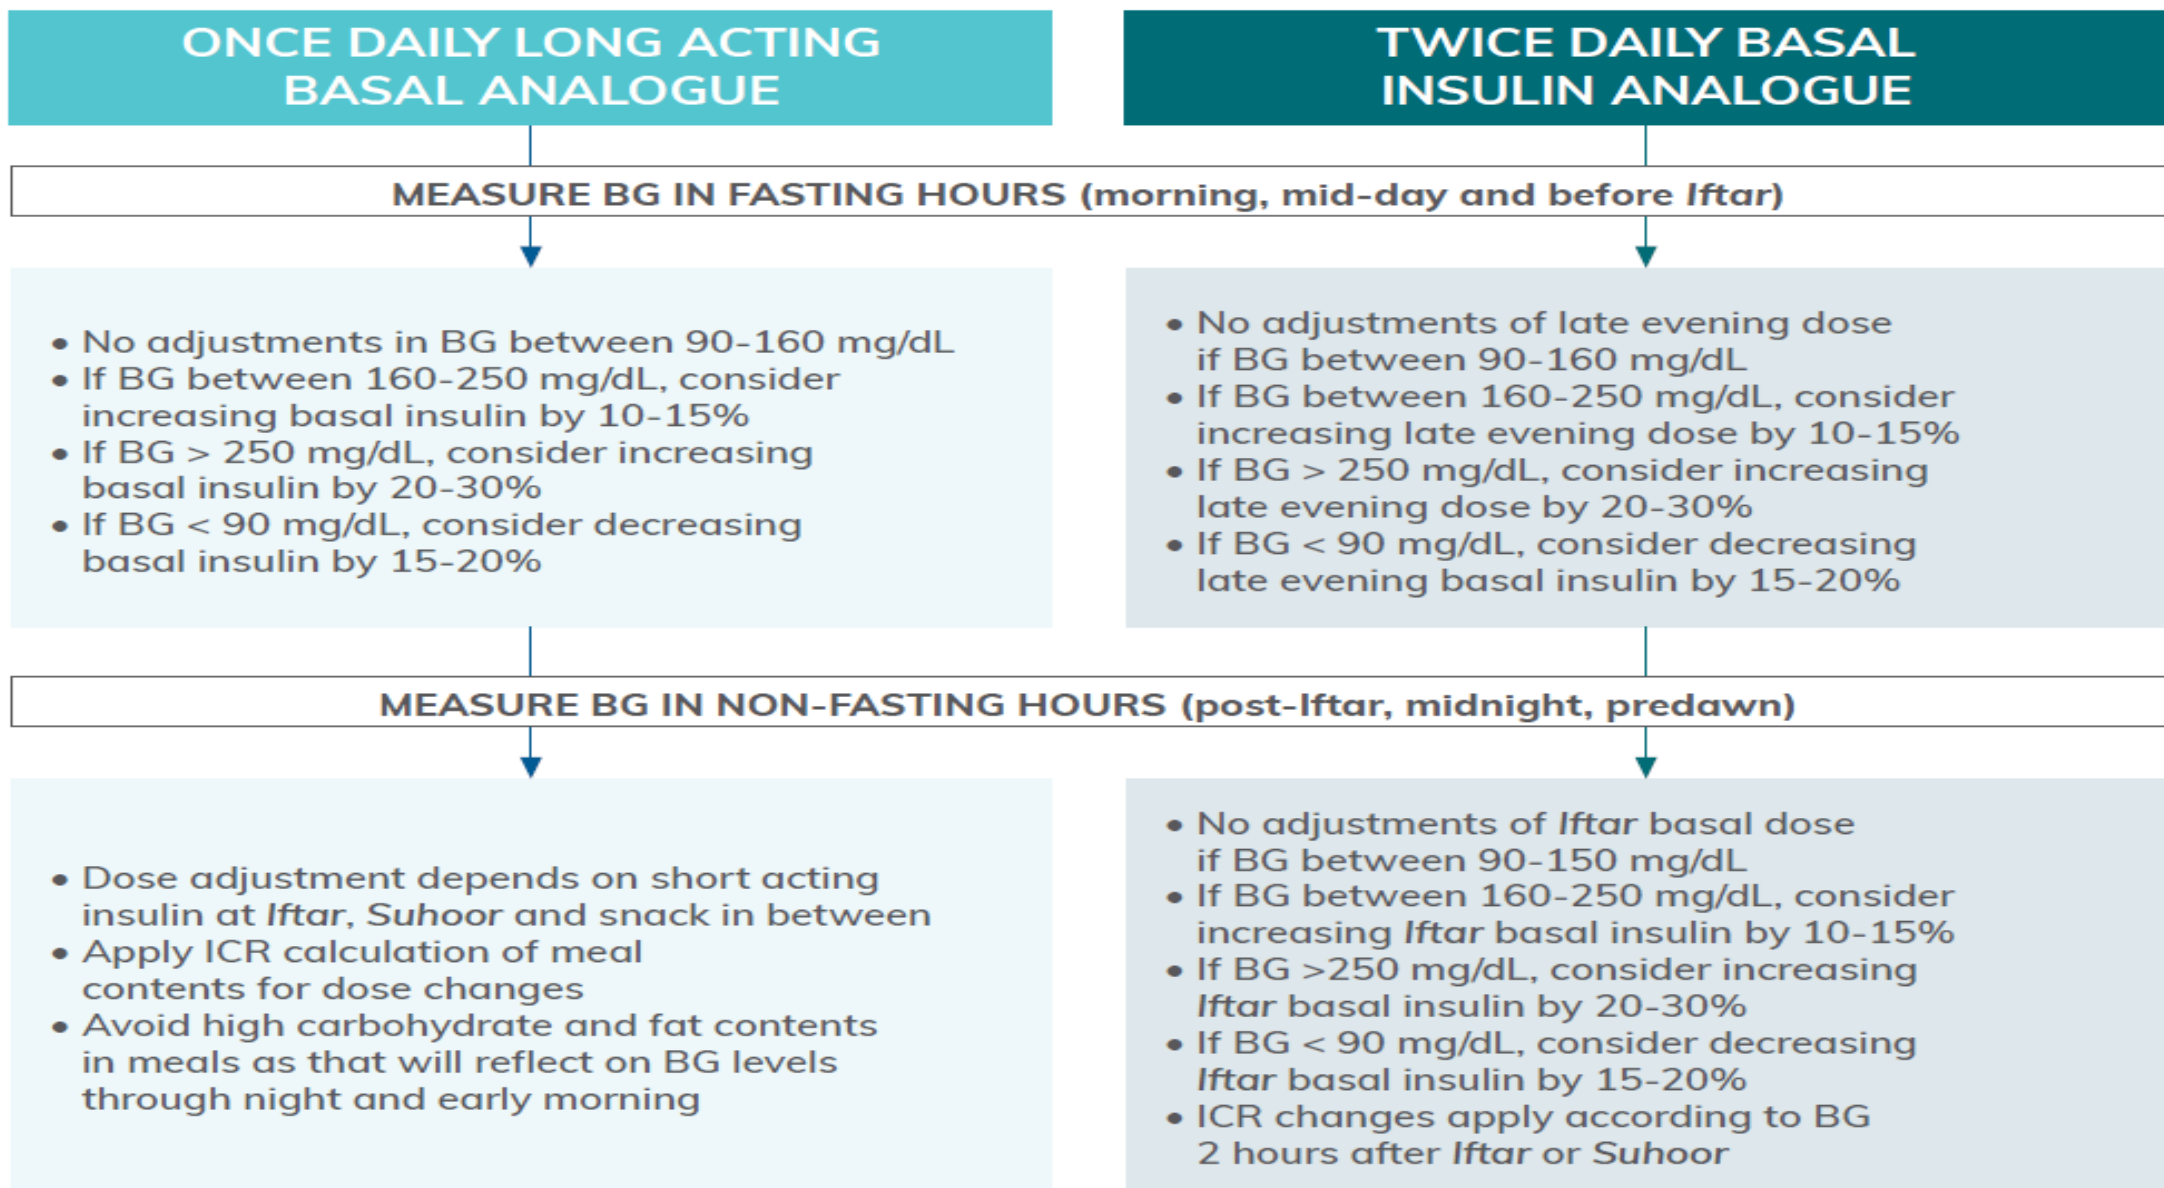 ONCE DAILY LONG ACTING
BASAL ANALOGUE
TWICE DAILY BASAL
INSULIN ANALOGUE
MEASURE BG IN FASTING HOURS (morning, mid-day and before Iftar)
• No adjustments in BG between 90-160 mg/dL
• If BG between 160-250 mg/dL, consider
increasing basal insulin by 10-15%
• If BG > 250 mg/dL, consider increasing
basal insulin by 20-30%
• If BG < 90 mg/dL, consider decreasing
basal insulin by 15-20%
• No adjustments of late evening dose
if BG between 90-160 mg/dL
• If BG between 160-250 mg/dL, consider
increasing late evening dose by 10-15%
• If BG > 250 mg/dL, consider increasing
late evening dose by 20-30%
• If BG < 90 mg/dL, consider decreasing
late evening basal insulin by 15-20%
MEASURE BG IN NON-FASTING HOURS (post-Iftar, midnight, predawn)
• Dose adjustment depends on short acting
insulin at Iftar, Suhoor and snack in between
• Apply ICR calculation of meal
contents for dose changes
• Avoid high carbohydrate and fat contents
in meals as that will reflect on BG levels
through night and early morning
• No adjustments of Iftar basal dose
if BG between 90-150 mg/dL
• If BG between 160-250 mg/dL, consider
increasing Iftar basal insulin by 10-15%
• If BG >250 mg/dL, consider increasing
Iftar basal insulin by 20-30%
• If BG < 90 mg/dL, consider decreasing
Iftar basal insulin by 15-20%
• ICR changes apply according to BG
2 hours after Iftar or Suhoor